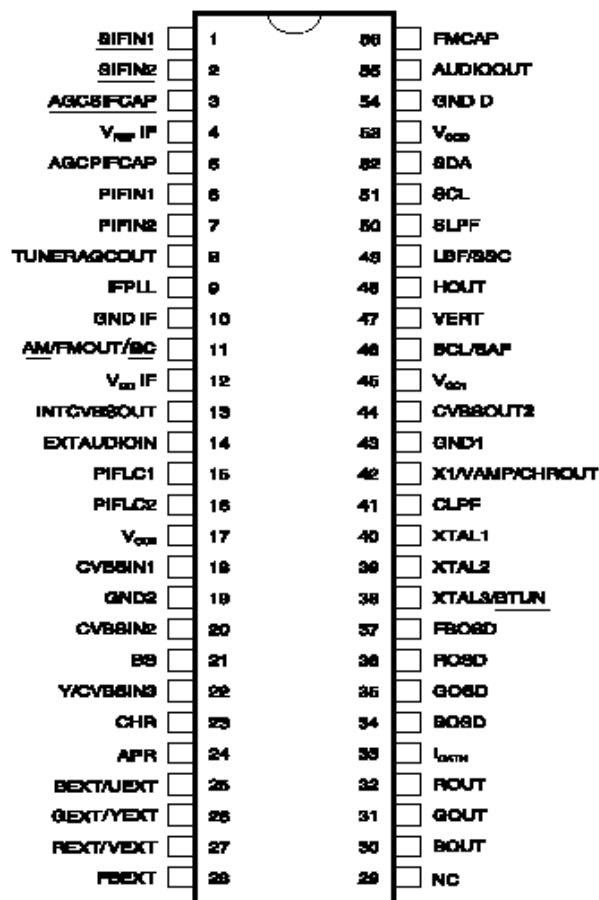 SIFIN1 1 56 FMCAP
SIFIN2 2 55 AUDIOOUT
AGCSIFCAP 3 54 GND D
VREF IF 4 53 VCCD
AGCPIFCAP 5 52 SDA
PIFIN1 6 51 SCL
PIFIN2 7 50 SLPF
TUNERAGCOUT 8 49 LBF/SSC
IFPLL 9 48 HOUT
GND IF 10 47 VERT
AM/FMOUT/SC 11 46 BCL/SAF
VCC IF 12 45 VCC1
INTCVBSOUT 13 44 CVBSOUT2
EXTAUDIOIN 14 43 GND1
PIFLC1 15 42 X1/VAMP/CHROUT
PIFLC2 16 41 CLPF
VCC2 17 40 XTAL1
CVBSIN1 18 39 XTAL2
GND2 19 38 XTAL3/BTUN
CVBSIN2 20 37 FBOSD
BS 21 36 ROSD
Y/CVBSIN3 22 35 GOSD
CHR 23 34 BOSD
APR 24 33 ICATH
BEXT/UEXT 25 32 ROUT
GEXT/YEXT 26 31 GOUT
REXT/VEXT 27 30 BOUT
FBEXT 28 29 NC